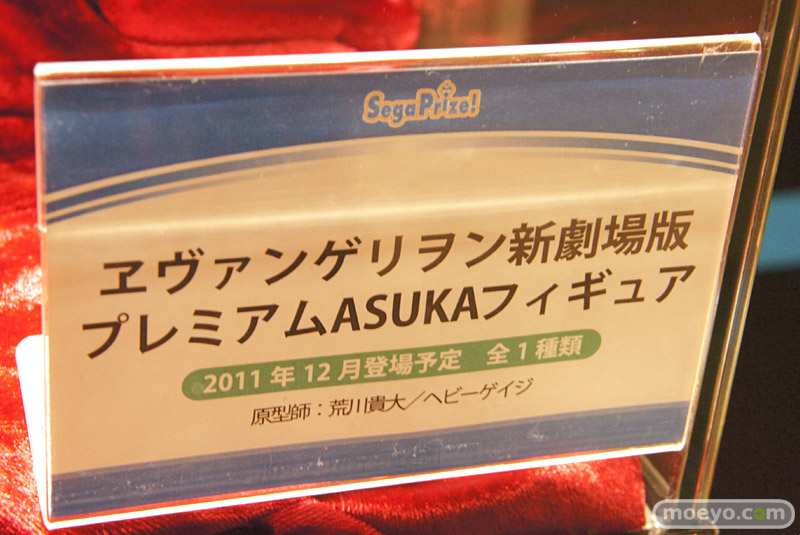 SegaPrize!
ヱヴァンゲリヲン新劇場版
プレミアムASUKAフィギュア
2011年12月登場予定　全1種類
原型師：荒川貴大／ヘビーゲイジ
moeyo.com